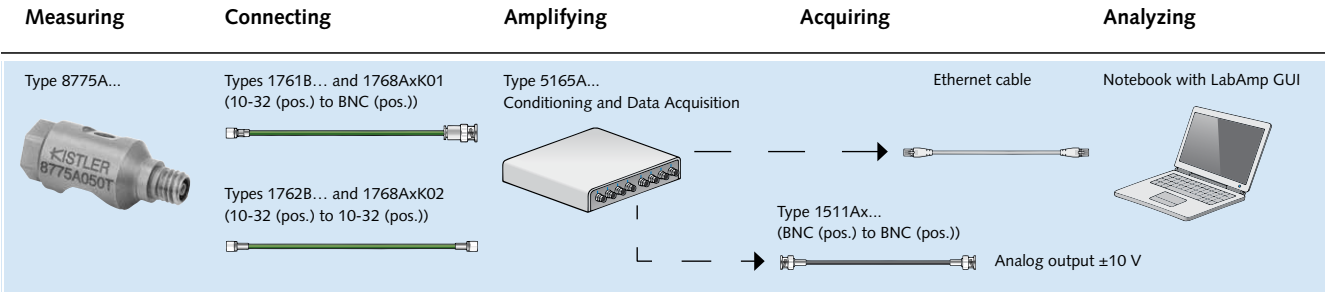 Measuring
Connecting
Amplifying
Acquiring
Analyzing
Type 8775A...
KISTLER
8775A050T
Types 1761B... and 1768AxK01
(10-32 (pos.) to BNC (pos.))
Types 1762B... and 1768AxK02
(10-32 (pos.) to 10-32 (pos.))
Type 5165A...
Conditioning and Data Acquisition
Ethernet cable
Type 1511Ax...
(BNC (pos.) to BNC (pos.))
Analog output ±10 V
Notebook with LabAmp GUI